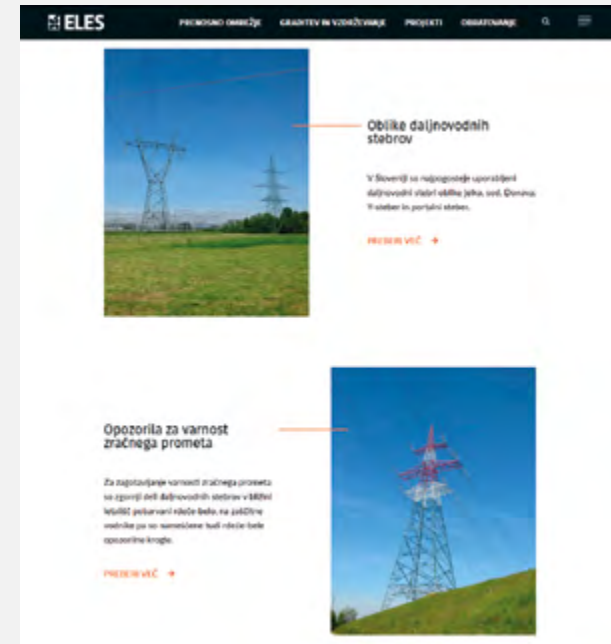 ELES
PRENOSNO OMREŽJE GRADITEV IN VZDRŽEVANJE PROJEKTI OBRATOVANJE
Oblike daljnovodnih
stebrov
V Sloveniji so najpogosteje uporabljeni
daljnovodni stebri oblike jelka, sod, Donava,
Y-steber in portalni steber.
PREBERI VEČ →
Opozorila za varnost
zračnega prometa
Za zagotavljanje varnosti zračnega prometa
so zgornji deli daljnovodnih stebrov v bližini
letališč pobarvani rdeče-belo, na zaščitne
vodnike pa so nameščene tudi rdeče-bele
opozorilne krogle.
PREBERI VEČ →